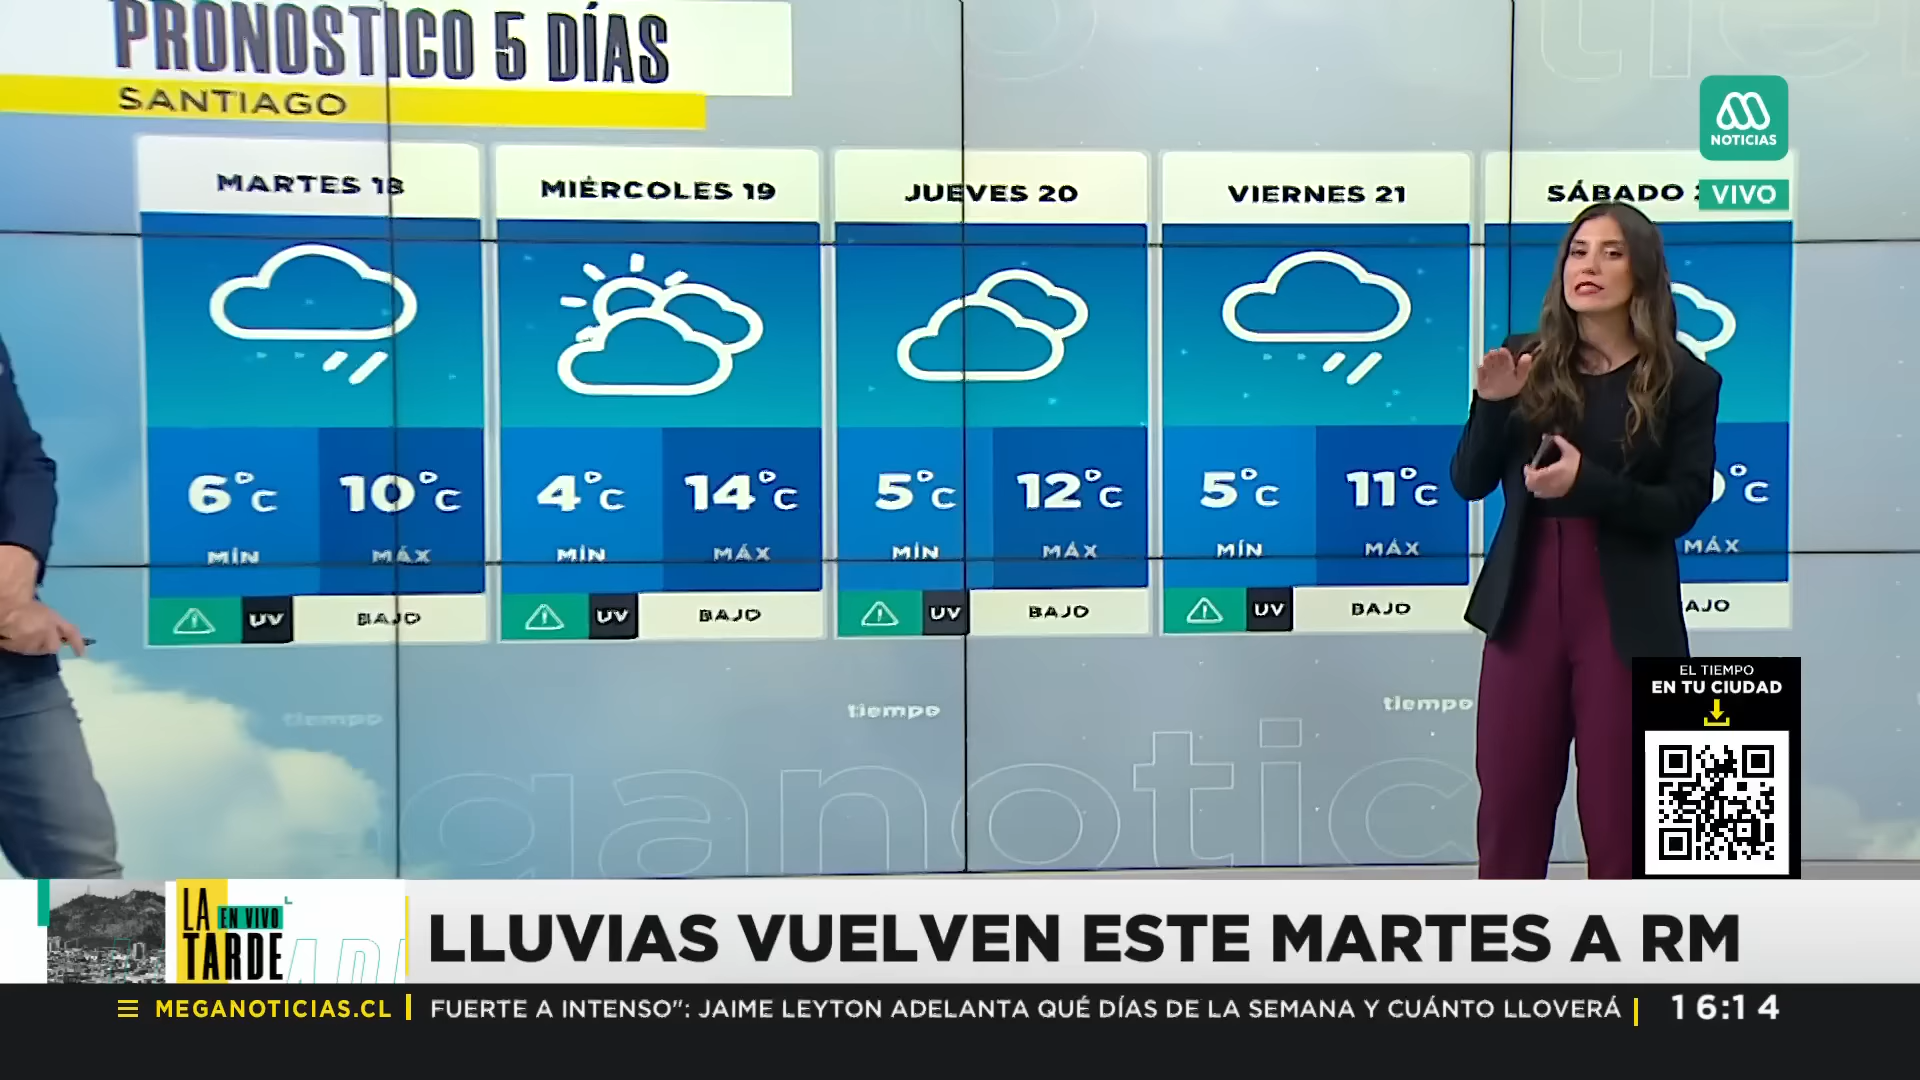 PRONOSTICO 5 DÍAS
SANTIAGO
NOTICIAS
VIVO
MARTES 18
MIÉRCOLES 19
JUEVES 20
VIERNES 21
SÁBADO
6°C
10°C
4°C
14°C
5°C
12°C
5°C
11°C
°C
MÍN
MÁX
MÍN
MÁX
MÍN
MÁX
MÍN
MÁX
MÁX
UV
BAJO
UV
BAJO
UV
BAJO
UV
BAJO
AJO
tiempo
tiempo
tiempo
ganotic
EL TIEMPO
EN TU CIUDAD
LA
EN VIVO
TARDE
LLUVIAS VUELVEN ESTE MARTES A RM
MEGANOTICIAS.CL
FUERTE A INTENSO": JAIME LEYTON ADELANTA QUÉ DÍAS DE LA SEMANA Y CUÁNTO LLOVERÁ
16:14